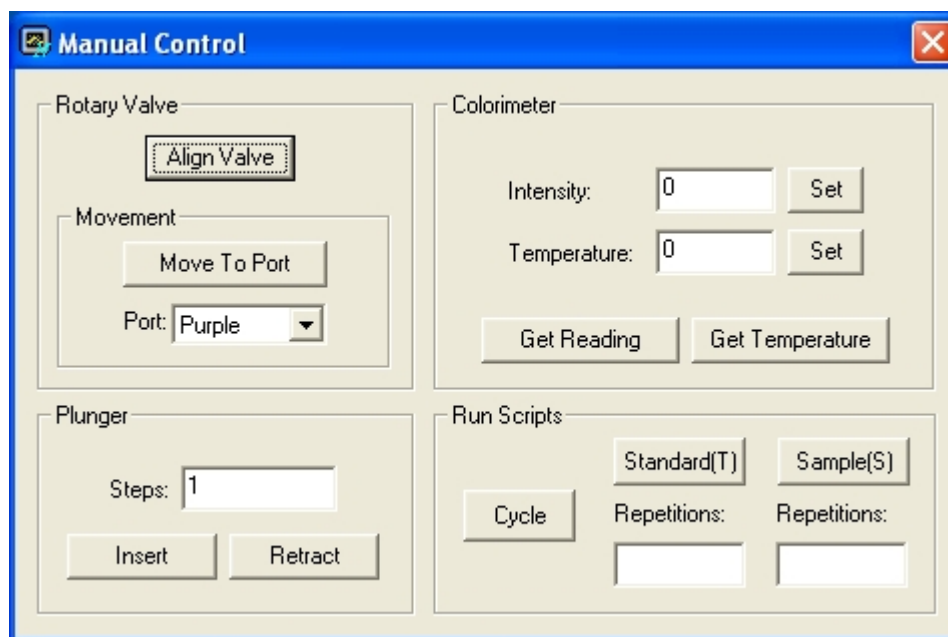 Manual Control
Rotary Valve
Align Valve
Movement
Move To Port
Port: Purple
Colorimeter
Intensity: 0 Set
Temperature: 0 Set
Get Reading Get Temperature
Plunger
Steps: 1
Insert Retract
Run Scripts
Standard(T) Sample(S)
Cycle Repetitions: Repetitions: